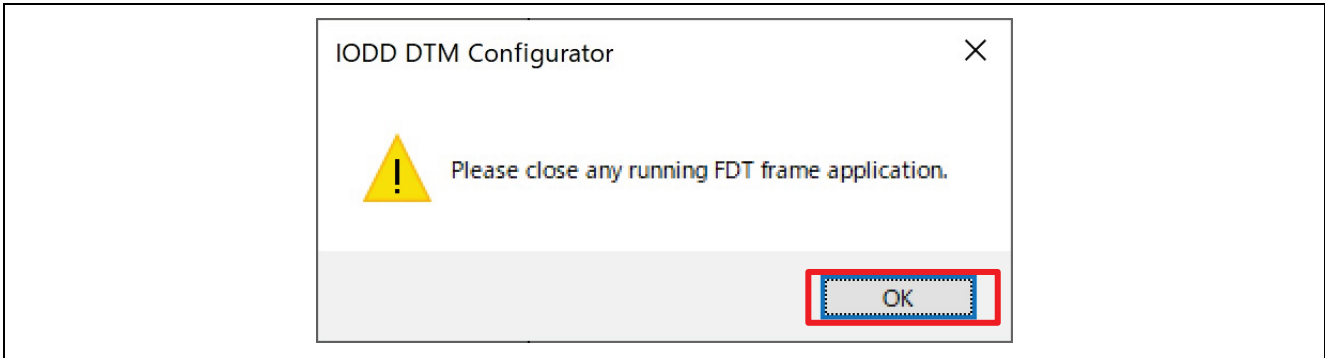 IODD DTM Configurator
Please close any running FDT frame application.
OK